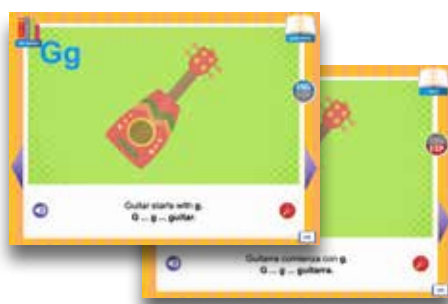 Gg
Guitar starts with g.
G ... g ... guitar.
Guitarra comienza con g.
G ... g ... guitarra.